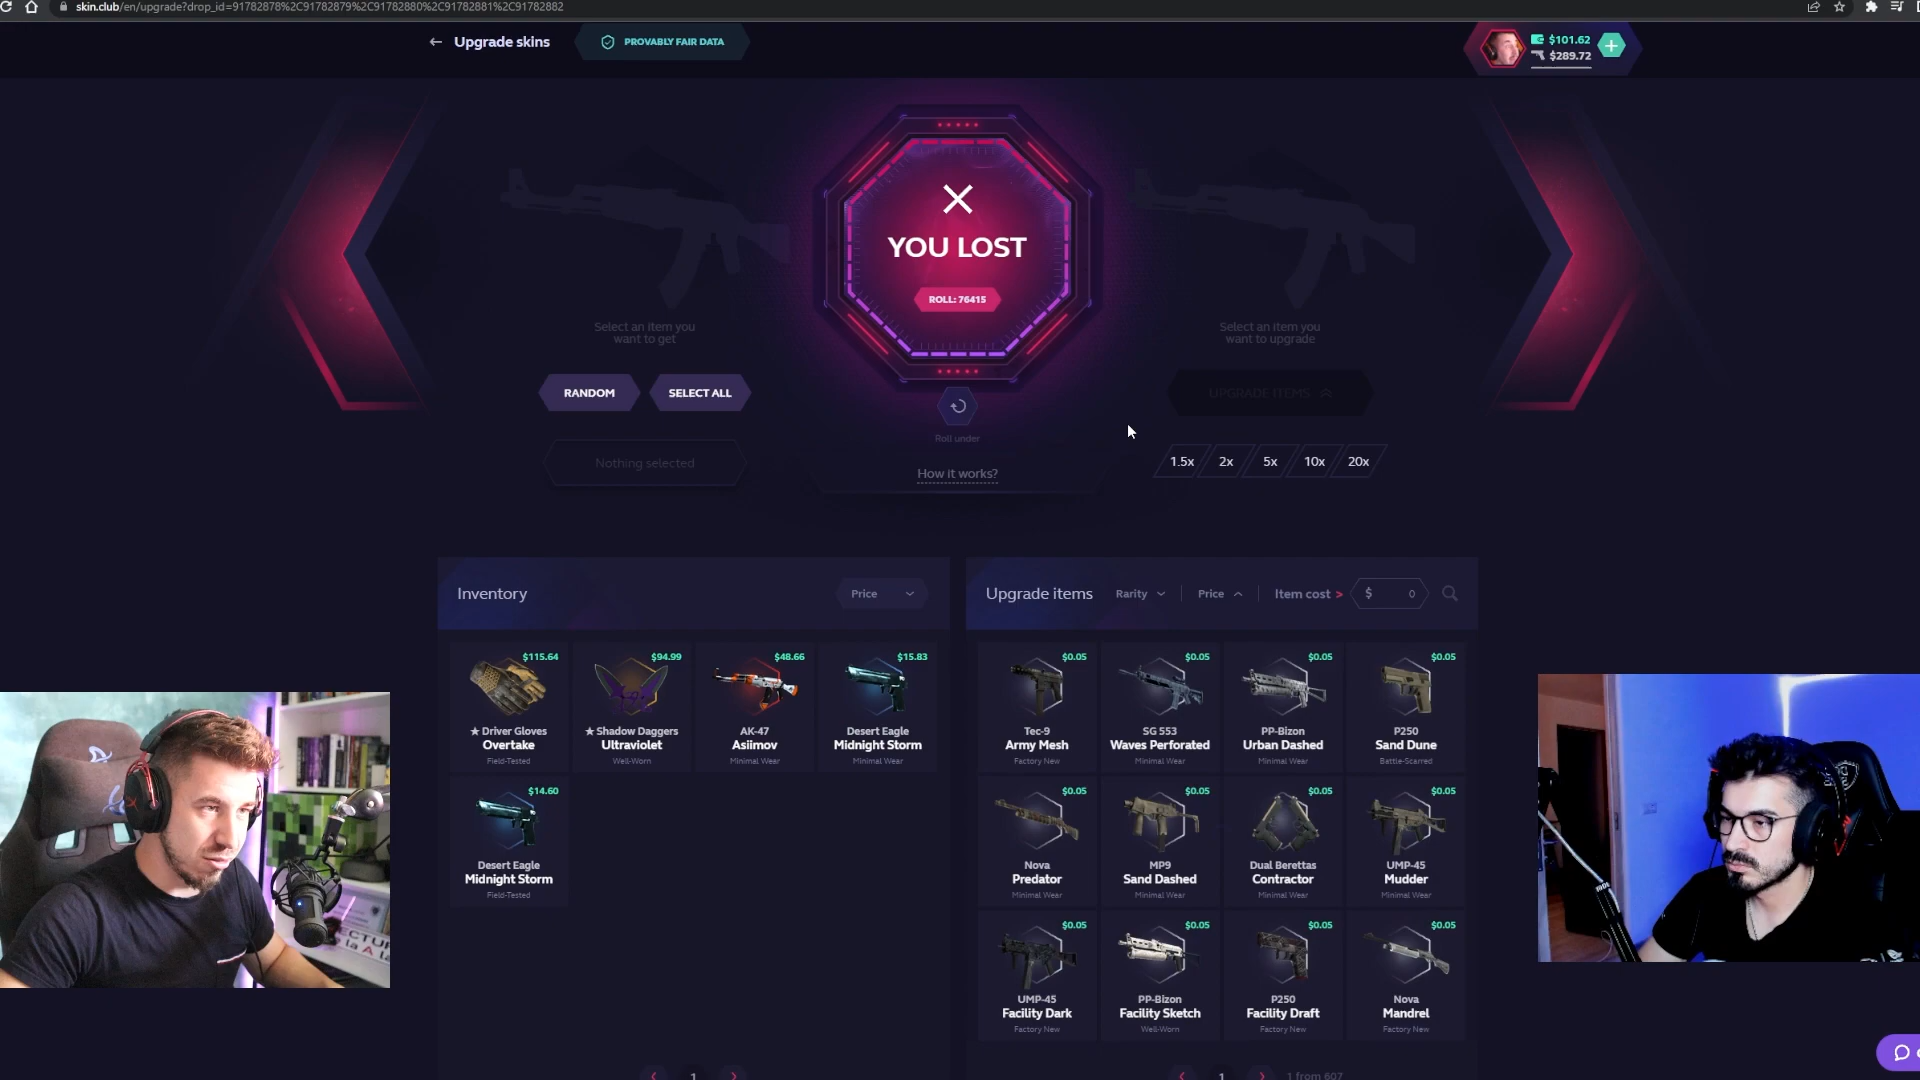 skin.club/en/upgrade?drop_id=91782878%2C91782879%2C91782880%2C91782881%2C91782882
Upgrade skins
PROVABLY FAIR DATA
$101.62
$289.72
YOU LOST
ROLL: 76415
Select an item you
want to get
Select an item you
want to upgrade
RANDOM
SELECT ALL
UPGRADE ITEMS
Roll under
Nothing selected
How it works?
1.5x
2x
5x
10x
20x
Inventory
Price
Upgrade items
Rarity
Price
Item cost >
$ 0
$115.64
★ Driver Gloves
Overtake
Field-Tested
$94.99
★ Shadow Daggers
Ultraviolet
Well-Worn
$48.66
AK-47
Asiimov
Minimal Wear
$15.83
Desert Eagle
Midnight Storm
Minimal Wear
$14.60
Desert Eagle
Midnight Storm
Field-Tested
$0.05
Tec-9
Army Mesh
Factory New
$0.05
SG 553
Waves Perforated
Minimal Wear
$0.05
PP-Bizon
Urban Dashed
Minimal Wear
$0.05
P250
Sand Dune
Battle-Scarred
$0.05
Nova
Predator
Minimal Wear
$0.05
MP9
Sand Dashed
Minimal Wear
$0.05
Dual Berettas
Contractor
Minimal Wear
$0.05
UMP-45
Mudder
Minimal Wear
$0.05
UMP-45
Facility Dark
Factory New
$0.05
PP-Bizon
Facility Sketch
Well-Worn
$0.05
P250
Facility Draft
Factory New
$0.05
Nova
Mandrel
Factory New
1
1
1 from 607